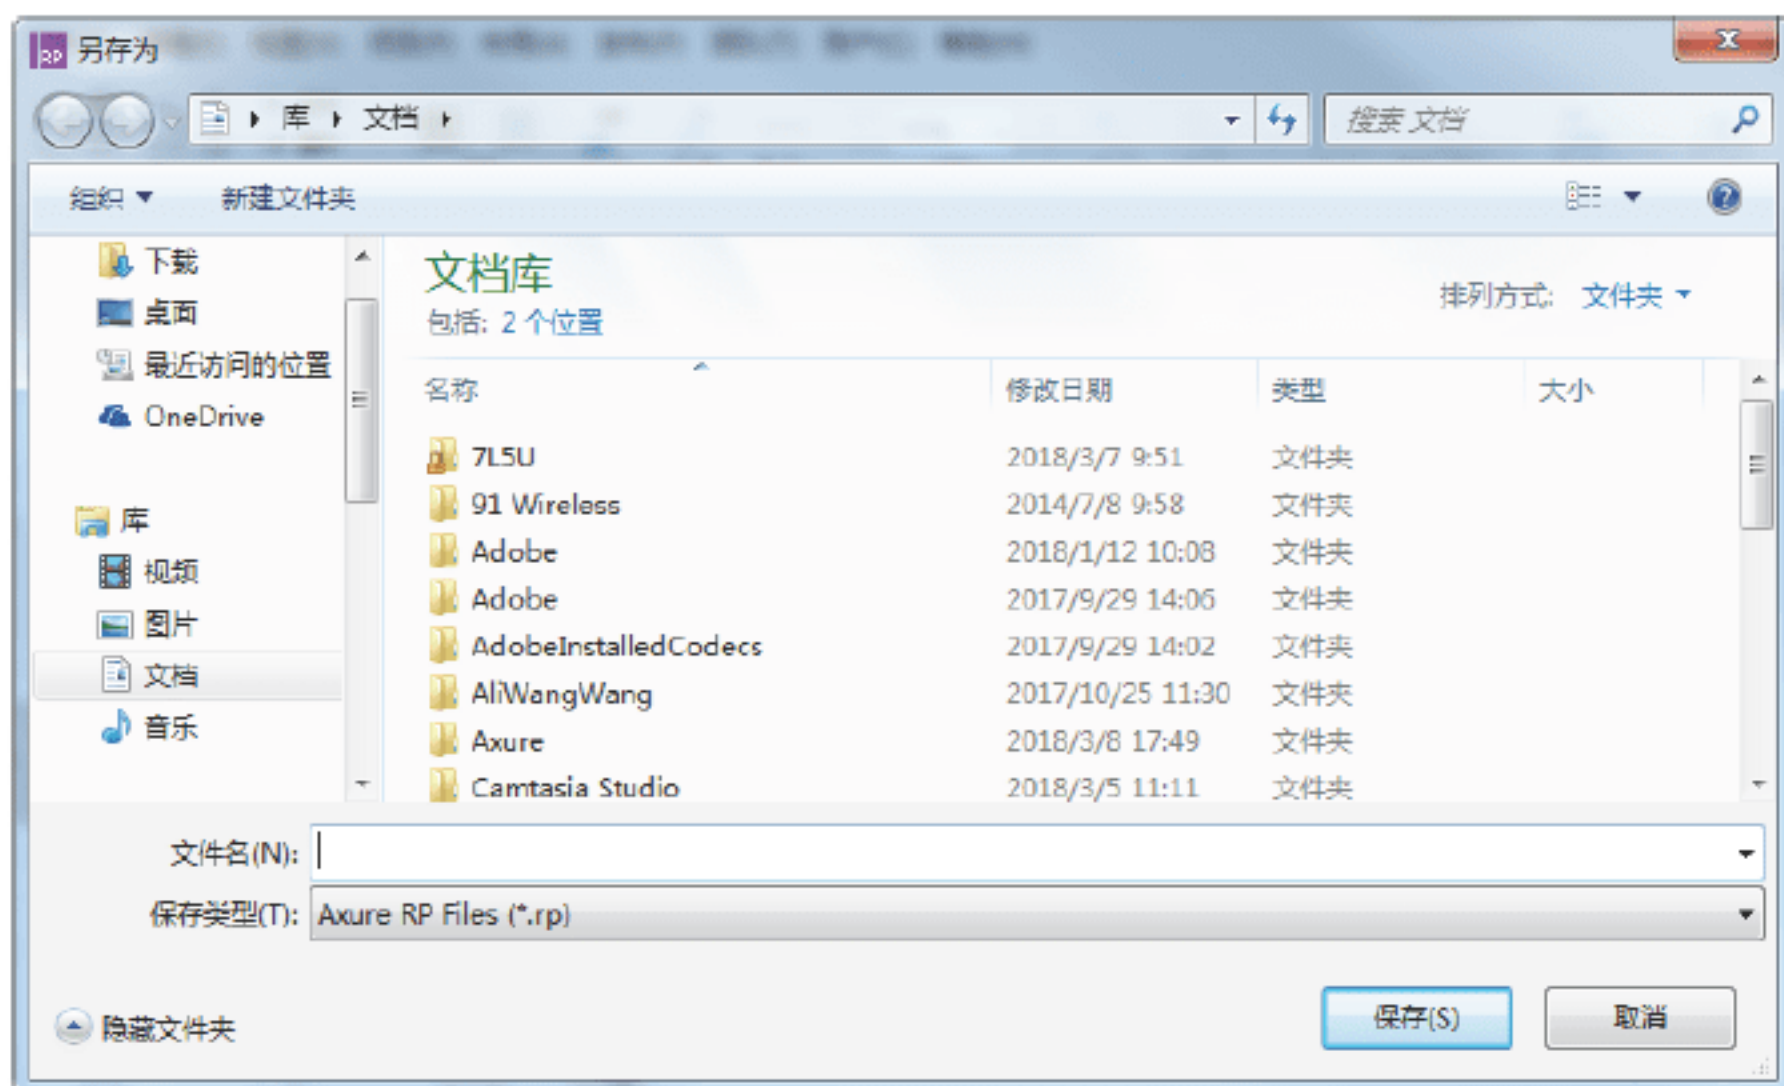 RP 另存为
库 文档
搜索 文档
组织 新建文件夹
下载
桌面
最近访问的位置
OneDrive
库
视频
图片
文档
音乐
文档库
包括: 2 个位置
排列方式: 文件夹
名称 修改日期 类型 大小
7L5U 2018/3/7 9:51 文件夹
91 Wireless 2014/7/8 9:58 文件夹
Adobe 2018/1/12 10:08 文件夹
Adobe 2017/9/29 14:06 文件夹
AdobeInstalledCodecs 2017/9/29 14:02 文件夹
AliWangWang 2017/10/25 11:30 文件夹
Axure 2018/3/8 17:49 文件夹
Camtasia Studio 2018/3/5 11:11 文件夹
文件名(N):
保存类型(T): Axure RP Files (*.rp)
隐藏文件夹
保存(S) 取消